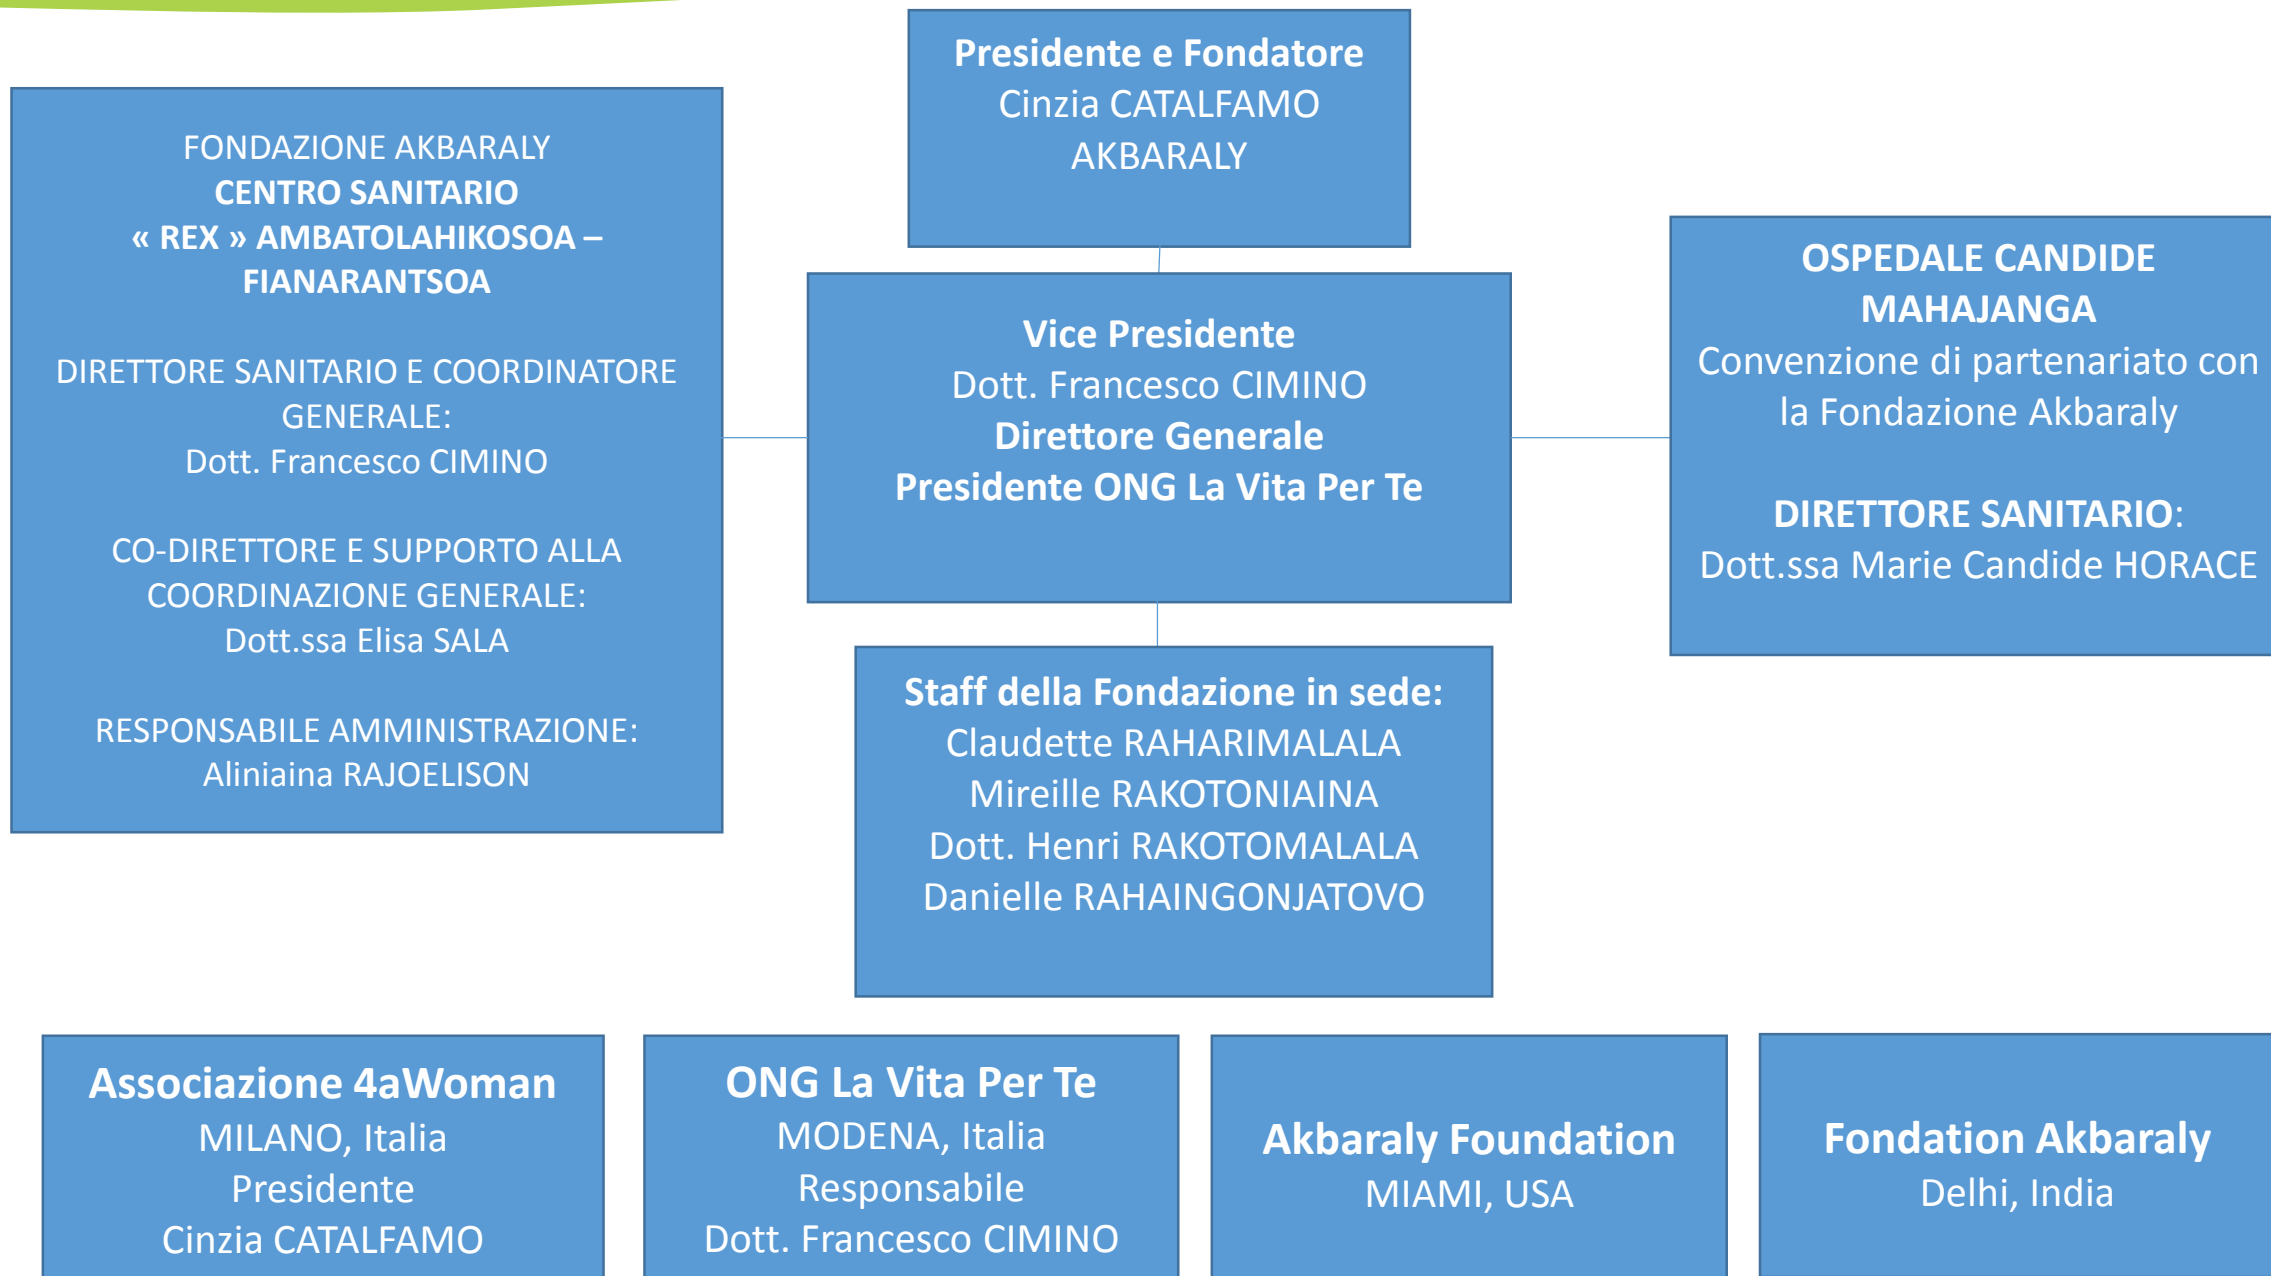 Presidente e Fondatore
Cinzia CATALFAMO
AKBARALY
FONDAZIONE AKBARALY
CENTRO SANITARIO
« REX » AMBATOLAHIKOSOA –
FIANARANTSOA
DIRETTORE SANITARIO E COORDINATORE
GENERALE:
Dott. Francesco CIMINO
CO-DIRETTORE E SUPPORTO ALLA
COORDINAZIONE GENERALE:
Dott.ssa Elisa SALA
RESPONSABILE AMMINISTRAZIONE:
Aliniaina RAJOELISON
Vice Presidente
Dott. Francesco CIMINO
Direttore Generale
Presidente ONG La Vita Per Te
OSPEDALE CANDIDE
MAHAJANGA
Convenzione di partenariato con
la Fondazione Akbaraly
DIRETTORE SANITARIO:
Dott.ssa Marie Candide HORACE
Staff della Fondazione in sede:
Claudette RAHARIMALALA
Mireille RAKOTONIAINA
Dott. Henri RAKOTOMALALA
Danielle RAHAINGONJATOVO
Associazione 4aWoman
MILANO, Italia
Presidente
Cinzia CATALFAMO
ONG La Vita Per Te
MODENA, Italia
Responsabile
Dott. Francesco CIMINO
Akbaraly Foundation
MIAMI, USA
Fondation Akbaraly
Delhi, India